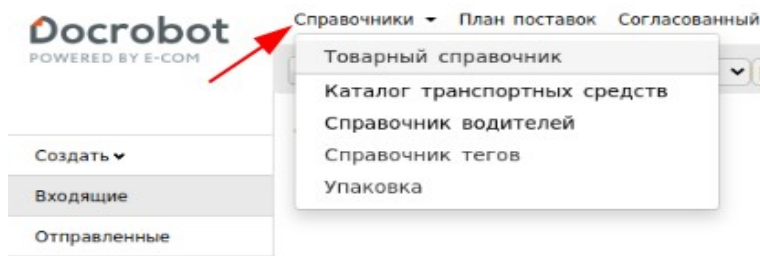 Docrobot
POWERED BY E-COM
Справочники План поставок Согласованный
Товарный справочник
Каталог транспортных средств
Справочник водителей
Справочник тегов
Упаковка
Создать
Входящие
Отправленные